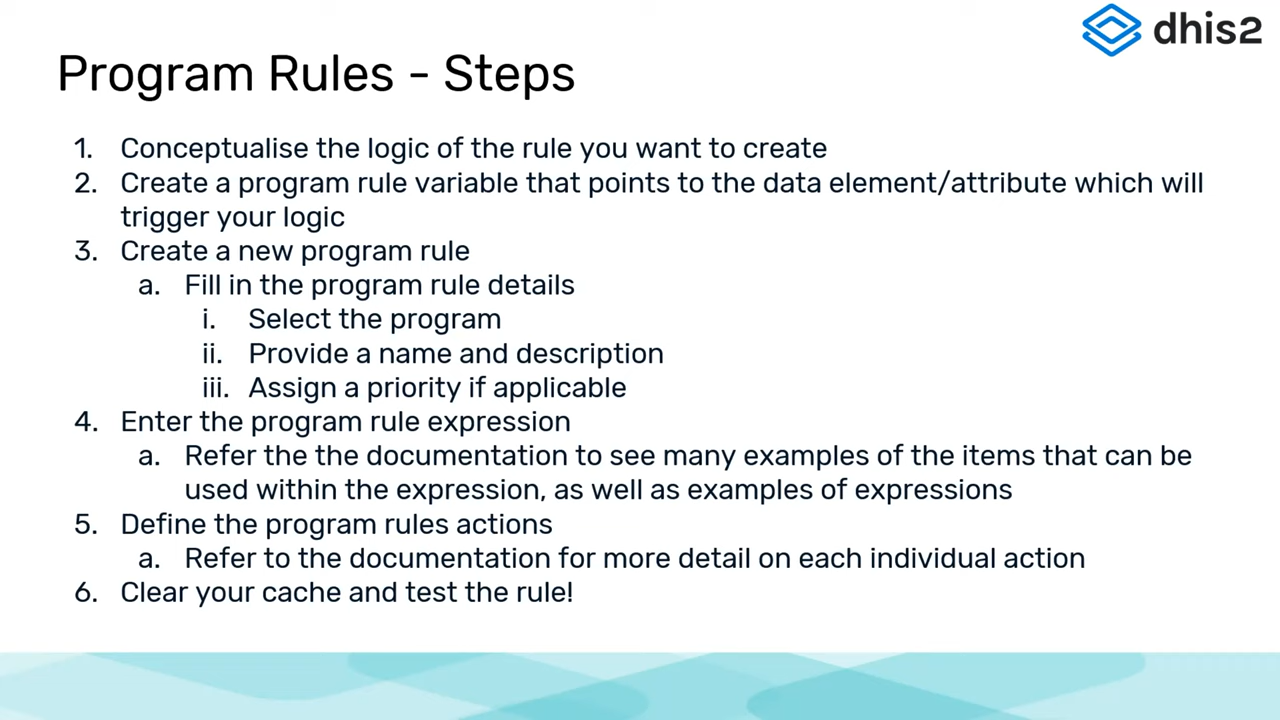 dhis2
Program Rules - Steps
1. Conceptualise the logic of the rule you want to create
2. Create a program rule variable that points to the data element/attribute which will
trigger your logic
3. Create a new program rule
a. Fill in the program rule details
i. Select the program
ii. Provide a name and description
iii. Assign a priority if applicable
4. Enter the program rule expression
a. Refer the the documentation to see many examples of the items that can be
used within the expression, as well as examples of expressions
5. Define the program rules actions
a. Refer to the documentation for more detail on each individual action
6. Clear your cache and test the rule!